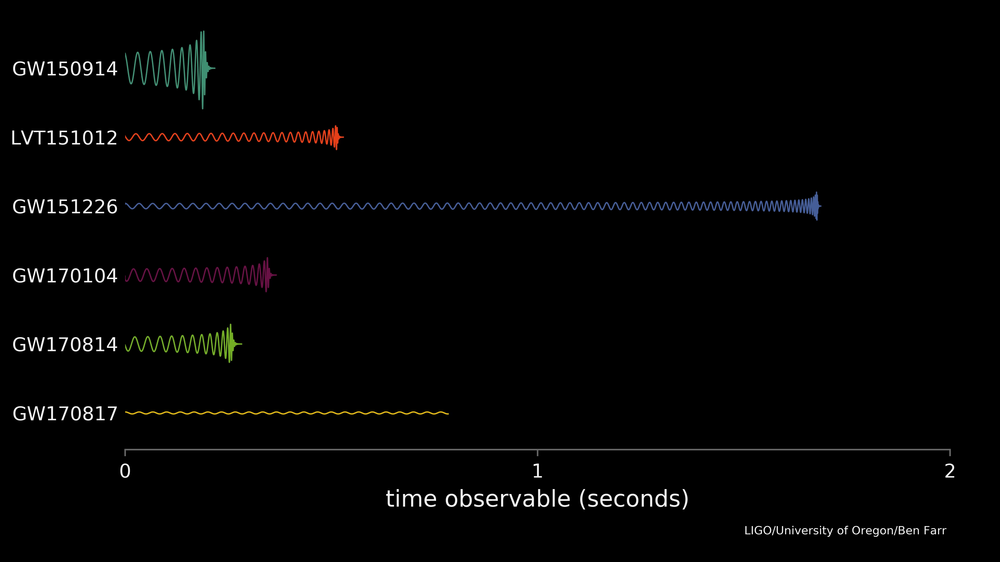 GW150914
LVT151012
GW151226
GW170104
GW170814
GW170817
0 1 2
time observable (seconds)
LIGO/University of Oregon/Ben Farr